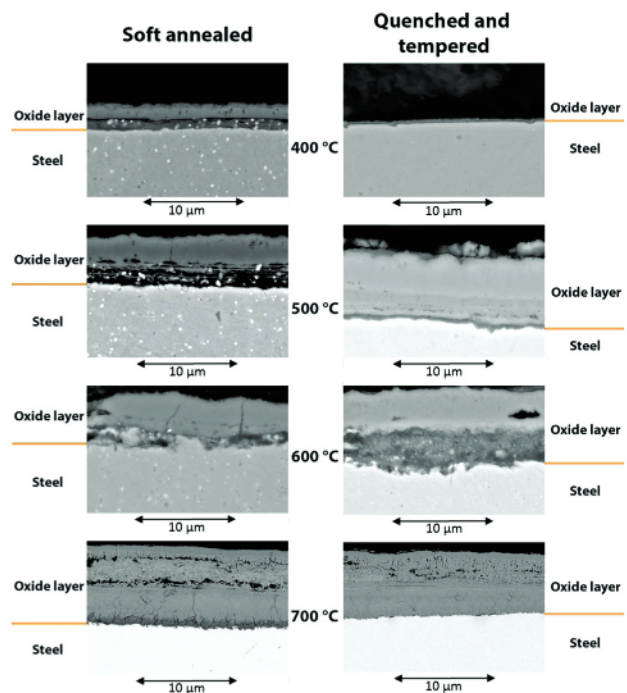 Soft annealed
Quenched and
tempered
Oxide layer
Steel
400 °C
Oxide layer
Steel
10 µm
10 µm
Oxide layer
Steel
500 °C
Oxide layer
Steel
10 µm
10 µm
Oxide layer
Steel
600 °C
Oxide layer
Steel
10 µm
10 µm
Oxide layer
Steel
700 °C
Oxide layer
Steel
10 µm
10 µm